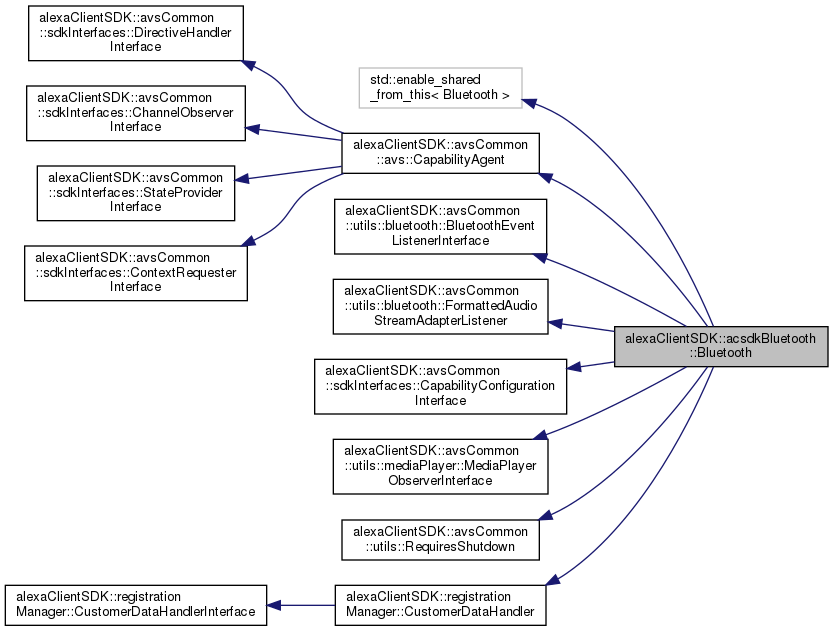 alexaClientSDK::avsCommon
::sdkInterfaces::DirectiveHandler
Interface
alexaClientSDK::avsCommon
::sdkInterfaces::ChannelObserver
Interface
alexaClientSDK::avsCommon
::sdkInterfaces::StateProvider
Interface
alexaClientSDK::avsCommon
::sdkInterfaces::ContextRequester
Interface
std::enable_shared
_from_this< Bluetooth >
alexaClientSDK::avsCommon
::avs::CapabilityAgent
alexaClientSDK::avsCommon
::utils::bluetooth::BluetoothEvent
ListenerInterface
alexaClientSDK::avsCommon
::utils::bluetooth::FormattedAudio
StreamAdapterListener
alexaClientSDK::avsCommon
::sdkInterfaces::CapabilityConfiguration
Interface
alexaClientSDK::avsCommon
::utils::mediaPlayer::MediaPlayer
ObserverInterface
alexaClientSDK::avsCommon
::utils::RequiresShutdown
alexaClientSDK::registration
Manager::CustomerDataHandler
alexaClientSDK::registration
Manager::CustomerDataHandlerInterface
alexaClientSDK::acsdkBluetooth
::Bluetooth